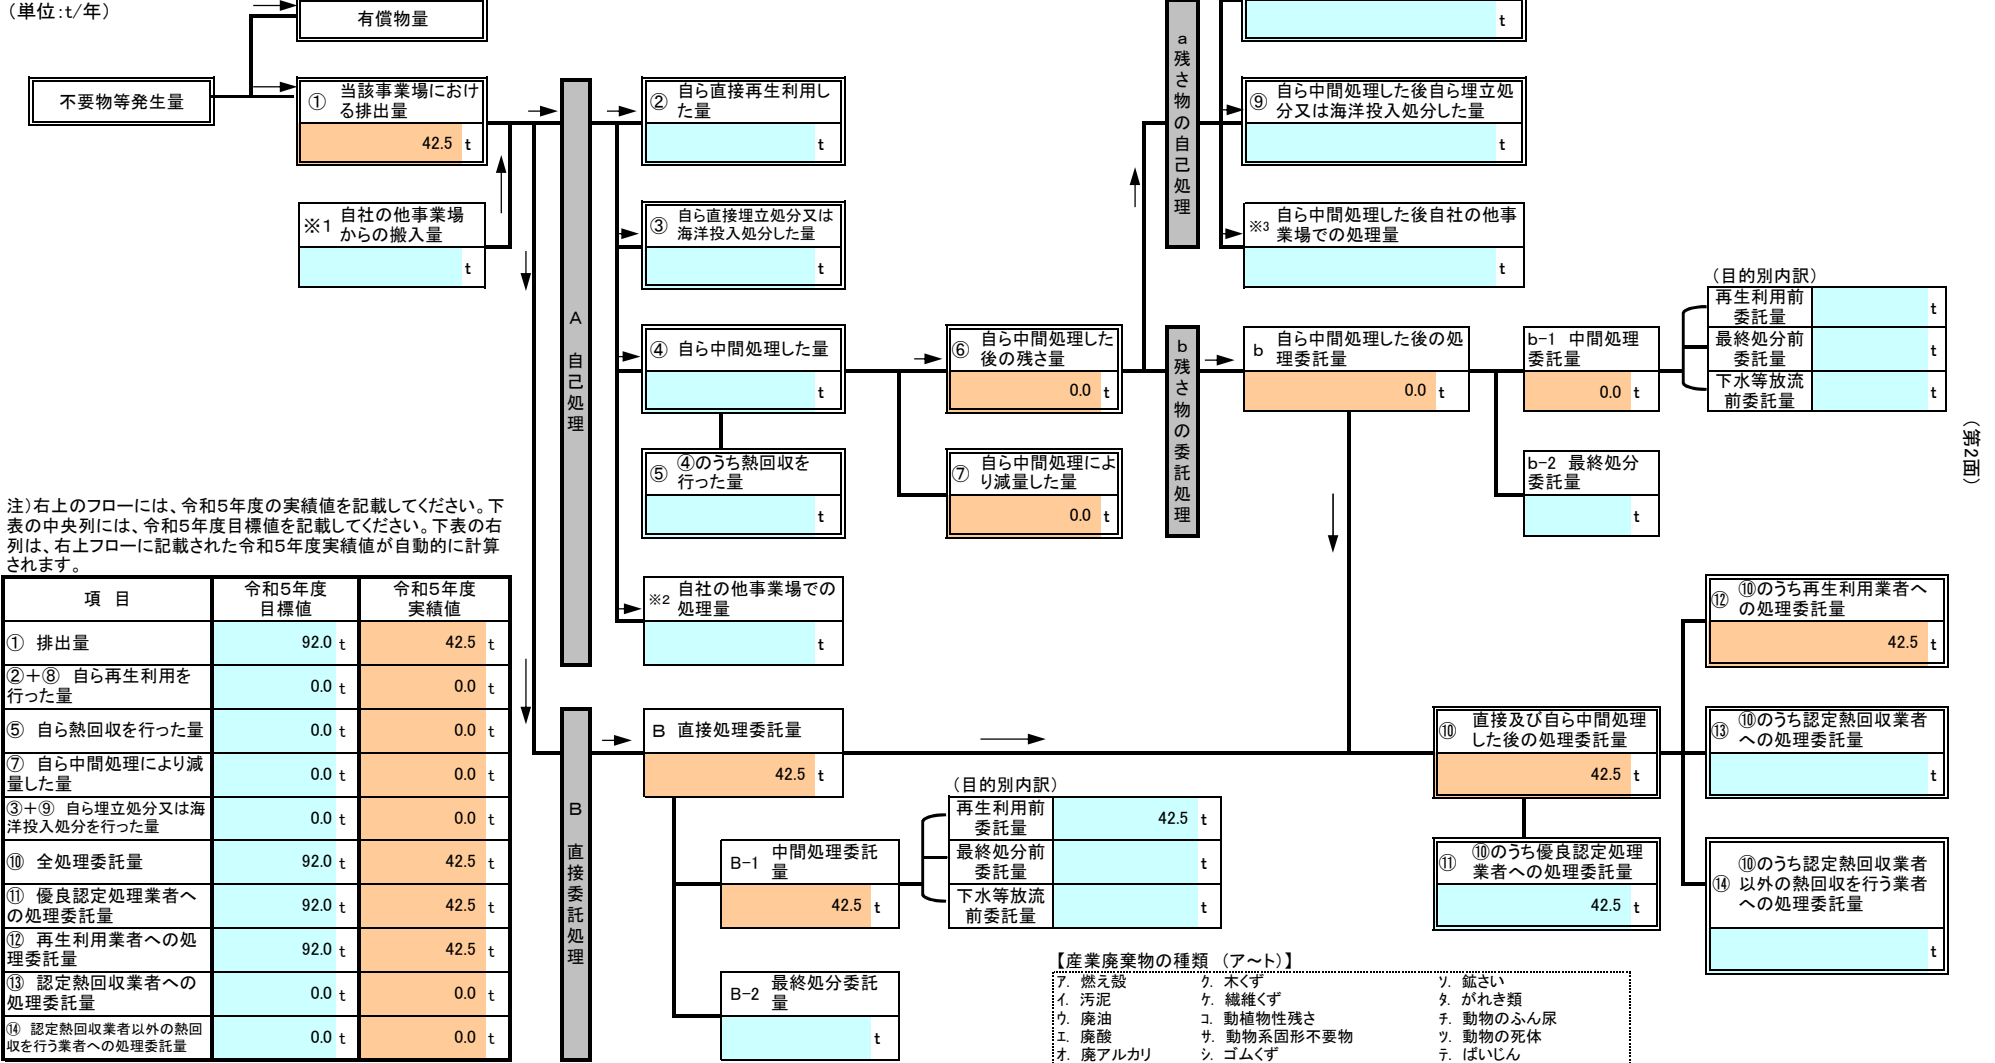 （単位:t/年）
有償物量
不要物等発生量
① 当該事業場におけ
る排出量
42.5 t
※1 自社の他事業場
からの搬入量
t
A 自己処理
② 自ら直接再生利用し
た量
t
③ 自ら直接埋立処分又は
海洋投入処分した量
t
④ 自ら中間処理した量
t
⑤ ④のうち熱回収を
行った量
t
※2 自社の他事業場での
処理量
t
⑥ 自ら中間処理した
後の残さ量
0.0 t
⑦ 自ら中間処理によ
り減量した量
0.0 t
a残さ物の自己処理
t
⑨ 自ら中間処理した後自ら埋立処
分又は海洋投入処分した量
t
※3 自ら中間処理した後自社の他事
業場での処理量
t
b残さ物の委託処理
b 自ら中間処理した後の処
理委託量
0.0 t
b-1 中間処理
委託量
0.0 t
b-2 最終処分
委託量
t
（目的別内訳）
再生利用前
委託量
t
最終処分前
委託量
t
下水等放流
前委託量
t
（第2面）
注）右上のフローには、令和5年度の実績値を記載してください。下
表の中央列には、令和5年度目標値を記載してください。下表の右
列は、右上フローに記載された令和5年度実績値が自動的に計算
されます。
項 目
令和5年度
目標値
令和5年度
実績値
① 排出量
92.0 t 42.5 t
②＋⑧ 自ら再生利用を
行った量
0.0 t 0.0 t
⑤ 自ら熱回収を行った量
0.0 t 0.0 t
⑦ 自ら中間処理により減
量した量
0.0 t 0.0 t
③＋⑨ 自ら埋立処分又は海
洋投入処分を行った量
0.0 t 0.0 t
⑩ 全処理委託量
92.0 t 42.5 t
⑪ 優良認定処理業者へ
の処理委託量
92.0 t 42.5 t
⑫ 再生利用業者への処
理委託量
92.0 t 42.5 t
⑬ 認定熱回収業者への
処理委託量
0.0 t 0.0 t
⑭ 認定熱回収業者以外の熱回
収を行う業者への処理委託量
0.0 t 0.0 t
B 直接委託処理
B 直接処理委託量
42.5 t
B-1 中間処理委託
量
42.5 t
B-2 最終処分委託
量
t
（目的別内訳）
再生利用前
委託量
42.5 t
最終処分前
委託量
t
下水等放流
前委託量
t
⑩ 直接及び自ら中間処理
した後の処理委託量
42.5 t
⑪ ⑩のうち優良認定処理
業者への処理委託量
42.5 t
⑫ ⑩のうち再生利用業者へ
の処理委託量
42.5 t
⑬ ⑩のうち認定熱回収業者
への処理委託量
t
⑭ ⑩のうち認定熱回収業者
以外の熱回収を行う業者
への処理委託量
t
【産業廃棄物の種類 （ア～ト）】
ア. 燃え殻 ク. 木くず ソ. 鉱さい
イ. 汚泥 ケ. 繊維くず タ. がれき類
ウ. 廃油 コ. 動植物性残さ チ. 動物のふん尿
エ. 廃酸 サ. 動物系固形不要物 ツ. 動物の死体
オ. 廃アルカリ シ. ゴムくず テ. ばいじん